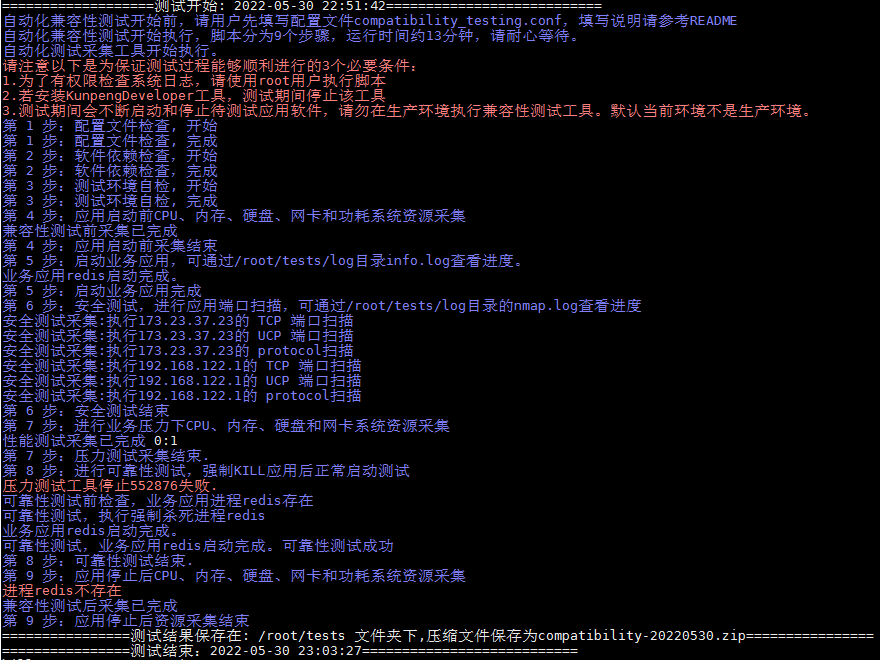 ===================测试开始: 2022-05-30 22:51:42===========================
自动化兼容性测试开始前，请用户先填写配置文件compatibility_testing.conf，填写说明请参考README
自动化兼容性测试开始执行，脚本分为9个步骤，运行时间约13分钟，请耐心等待。
自动化测试采集工具开始执行。
请注意以下是为保证测试过程能够顺利进行的3个必要条件：
1.为了有权限检查系统日志，请使用root用户执行脚本
2.若安装KunpengDeveloper工具，测试期间停止该工具
3.测试期间会不断启动和停止待测试应用软件，请勿在生产环境执行兼容性测试工具。默认当前环境不是生产环境。
第 1 步：配置文件检查，开始
第 1 步：配置文件检查，完成
第 2 步：软件依赖检查，开始
第 2 步：软件依赖检查，完成
第 3 步：测试环境自检，开始
第 3 步：测试环境自检，完成
第 4 步：应用启动前CPU、内存、硬盘、网卡和功耗系统资源采集
兼容性测试前采集已完成
第 4 步：应用启动前采集结束
第 5 步：启动业务应用，可通过/root/tests/log目录info.log查看进度。
业务应用redis启动完成。
第 5 步：启动业务应用完成
第 6 步：安全测试，进行应用端口扫描，可通过/root/tests/log目录的nmap.log查看进度
安全测试采集:执行173.23.37.23的 TCP 端口扫描
安全测试采集:执行173.23.37.23的 UCP 端口扫描
安全测试采集:执行173.23.37.23的 protocol扫描
安全测试采集:执行192.168.122.1的 TCP 端口扫描
安全测试采集:执行192.168.122.1的 UCP 端口扫描
安全测试采集:执行192.168.122.1的 protocol扫描
第 6 步：安全测试结束
第 7 步：进行业务压力下CPU、内存、硬盘和网卡系统资源采集
性能测试采集已完成 0:1
第 7 步：压力测试采集结束.
第 8 步：进行可靠性测试，强制KILL应用后正常启动测试
压力测试工具停止552876失败.
可靠性测试前检查，业务应用进程redis存在
可靠性测试，执行强制杀死进程redis
业务应用redis启动完成。
可靠性测试，业务应用redis启动完成。可靠性测试成功
第 8 步：可靠性测试结束.
第 9 步：应用停止后CPU、内存、硬盘、网卡和功耗系统资源采集
进程redis不存在
兼容性测试后采集已完成
第 9 步：应用停止后资源采集结束
================测试结果保存在: /root/tests 文件夹下,压缩文件保存为compatibility-20220530.zip================
================测试结束：2022-05-30 23:03:27===========================